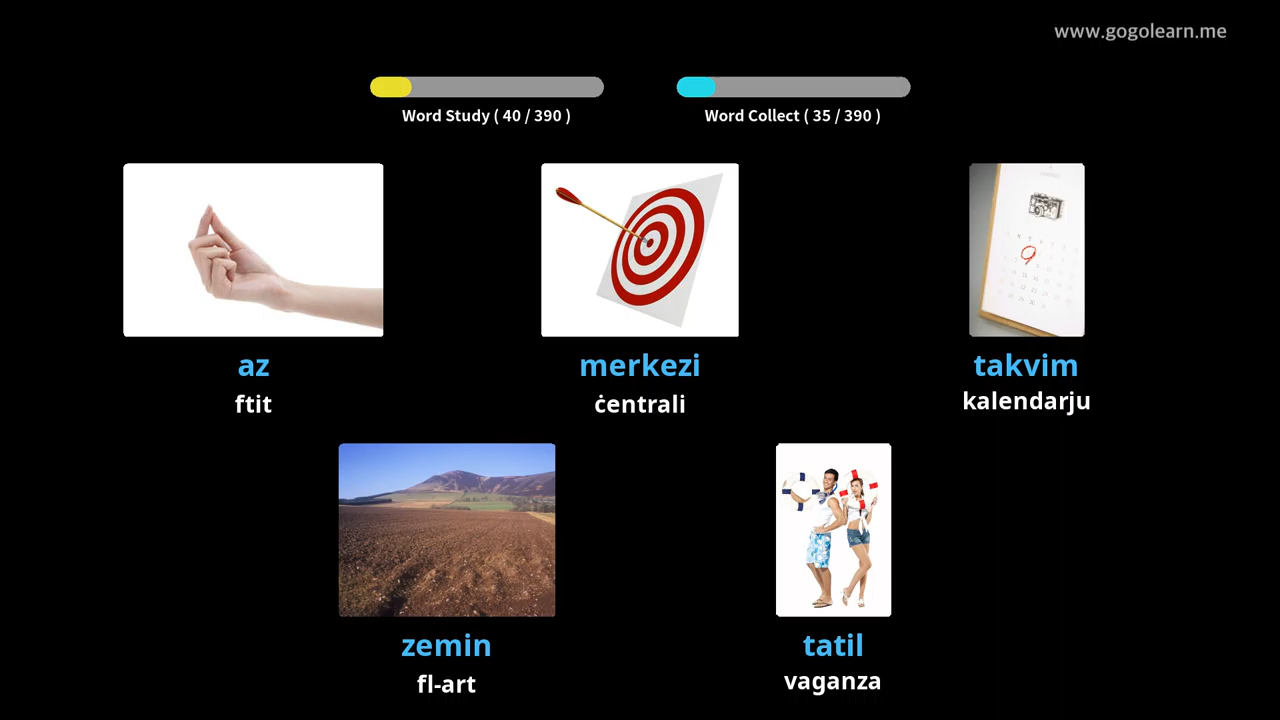 www.gogolearn.me
Word Study ( 40 / 390 )
Word Collect ( 35 / 390 )
az
ftit
merkezi
ċentrali
takvim
kalendarju
zemin
fl-art
tatil
vaganza